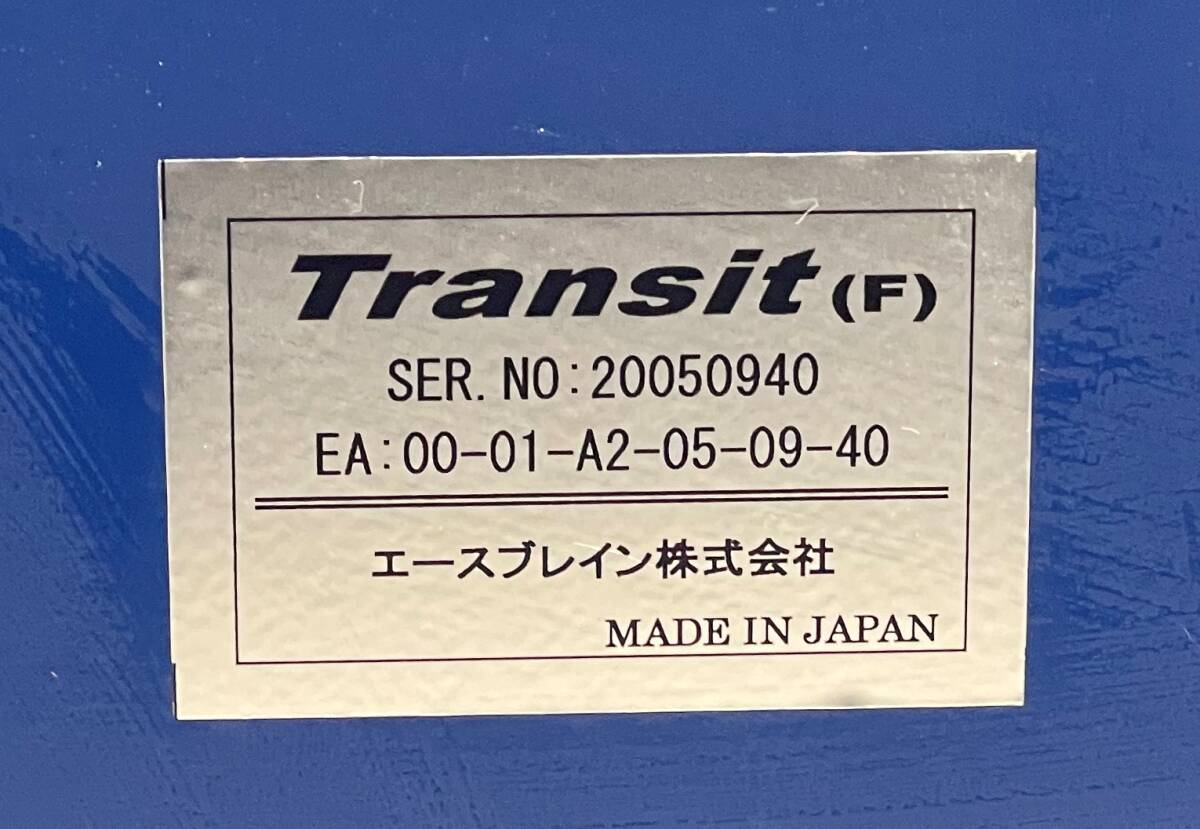 Transit (F)
SER. NO:20050940
EA:00-01-A2-05-09-40
エースブレイン株式会社
MADE IN JAPAN